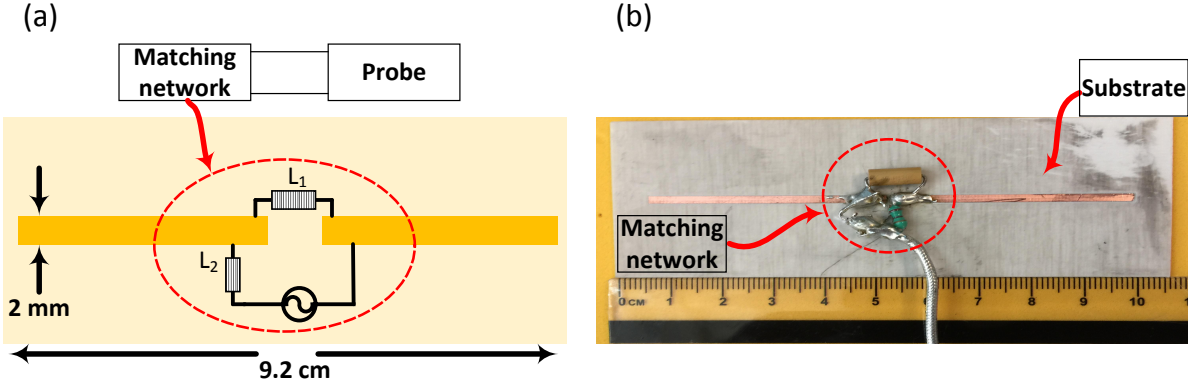 (a)
Matching
network
Probe
L1
L2
2 mm
9.2 cm
(b)
Substrate
Matching
network
0 CM 1 2 3 4 5 6 7 8 9 10